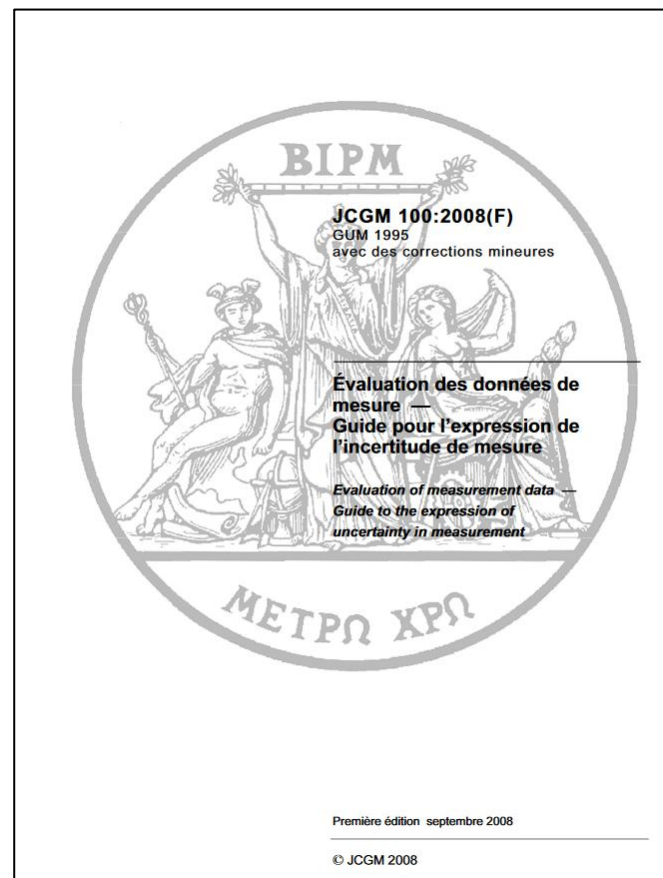 BIPM
JCGM 100:2008(F)
GUM 1995
avec des corrections mineures
Évaluation des données de
mesure —
Guide pour l'expression de
l'incertitude de mesure
Evaluation of measurement data —
Guide to the expression of
uncertainty in measurement
ΜΕΤΡΩ ΧΡΩ
Première édition septembre 2008
© JCGM 2008